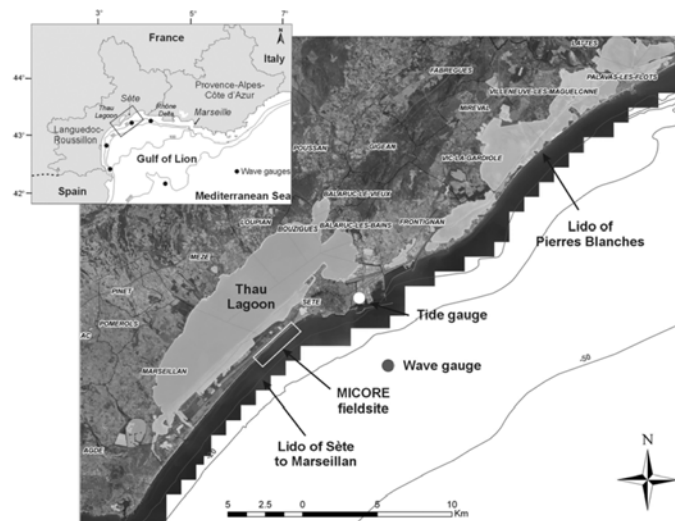 3°
5°
7°
France
N
Italy
44'
Provence-Alpes-
Côte d'Azur
Sète
Thau
Lagoon
Rhône
Delta
Marseille
43'
Languedoc-
Roussillon
Gulf of Lion
Wave gauges
42'
Spain
Mediterranean Sea
LATTES
PALAVAS-LES-FLOTS
FABREGUES
VILLENEUVE-LES-MAGUELONNE
MIREVAL
POUSSAN
GIGEAN
VIC-LA-GARDIOLE
BALARUC-LE-VIEUX
LOUPIAN
BALARUC-LES-BAINS
BOUZIGUES
FRONTIGNAN
Lido of
Pierres Blanches
MEZE
Thau
Lagoon
SETE
PINET
Tide gauge
POMEROLS
AC
-50
Wave gauge
MARSEILLAN
MICORE
fieldsite
Lido of Sète
to Marseillan
AGDE
N
5 2.5 0 5 10
Km